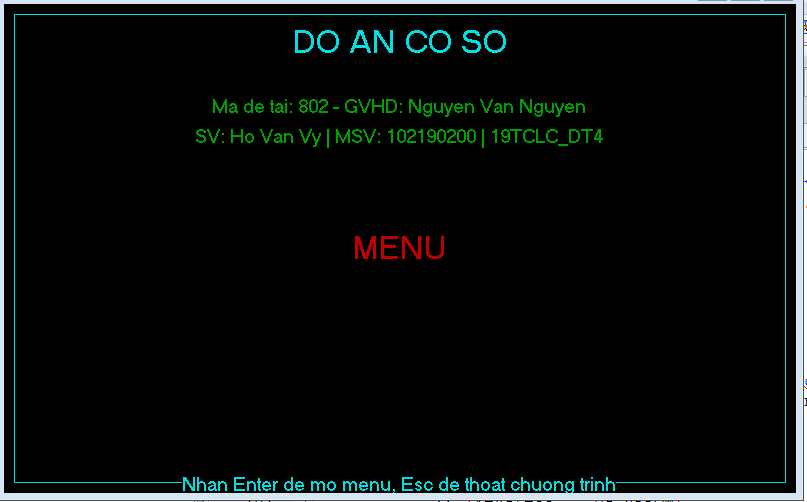 DO AN CO SO
Ma de tai: 802 - GVHD: Nguyen Van Nguyen
SV: Ho Van Vy | MSV: 102190200 | 19TCLC_DT4
MENU
Nhan Enter de mo menu, Esc de thoat chuong trinh